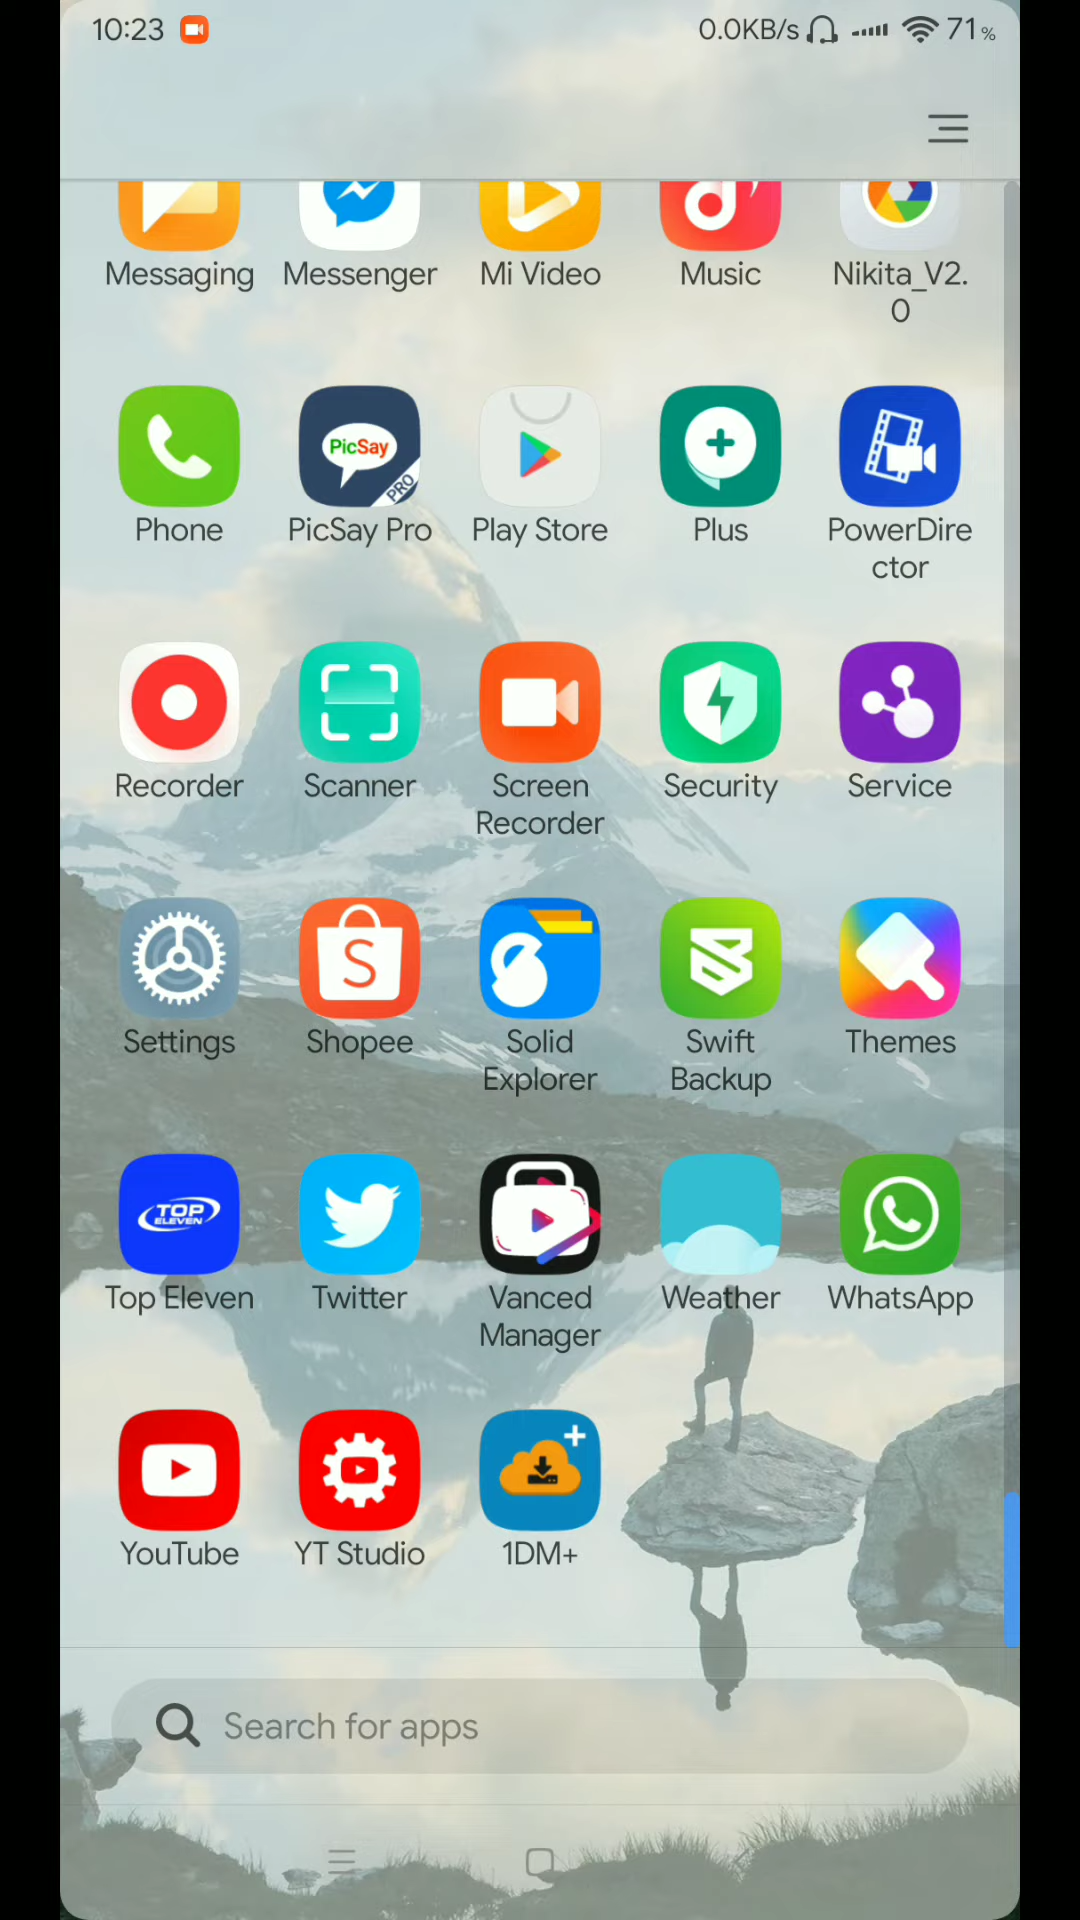 10:23 0.0KB/s 71%
Messaging Messenger Mi Video Music Nikita_V2.
0
PicSay
PRO
Phone PicSay Pro Play Store Plus PowerDire
ctor
Recorder Scanner Screen Security Service
Recorder
S
Settings Shopee Solid Swift Themes
Explorer Backup
TOP
ELEVEN
Top Eleven Twitter Vanced Weather WhatsApp
Manager
YouTube YT Studio 1DM+
Search for apps